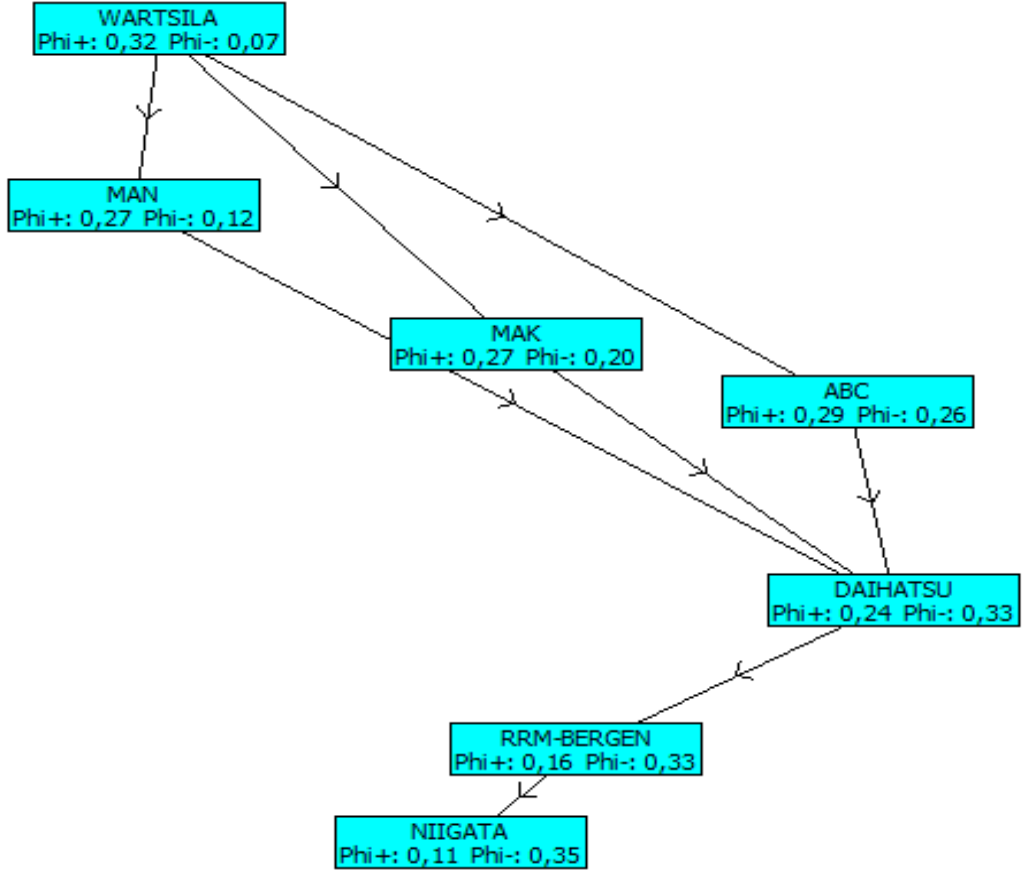 WARTSILA
Phi+: 0,32 Phi-: 0,07
MAN
Phi+: 0,27 Phi-: 0,12
MAK
Phi+: 0,27 Phi-: 0,20
ABC
Phi+: 0,29 Phi-: 0,26
DAIHATSU
Phi+: 0,24 Phi-: 0,33
RRM-BERGEN
Phi+: 0,16 Phi-: 0,33
NIIGATA
Phi+: 0,11 Phi-: 0,35